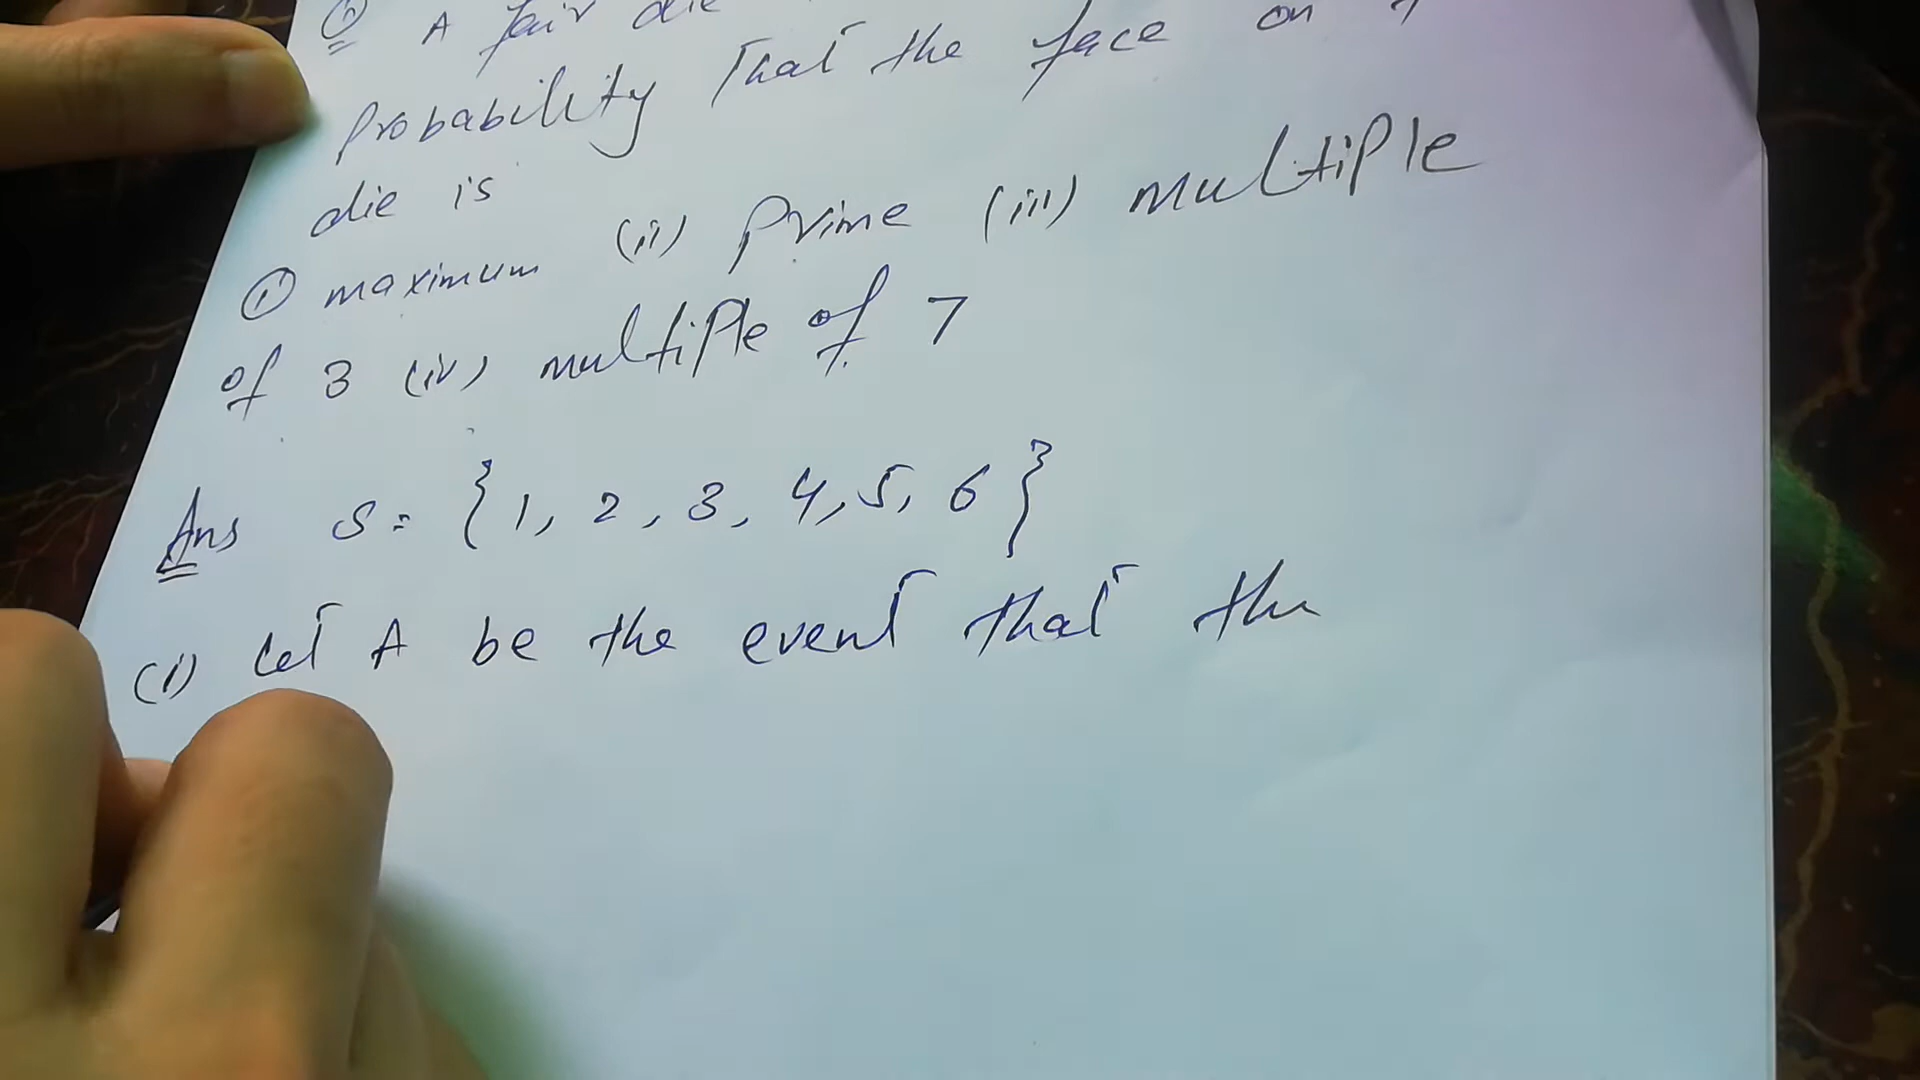 A fair die
Probability That the face on
die is
(i) maximum (ii) Prime (iii) multiple
of 3 (iv) multiple of 7
Ans S = { 1, 2, 3, 4, 5, 6 }
(i) Let A be the event that the